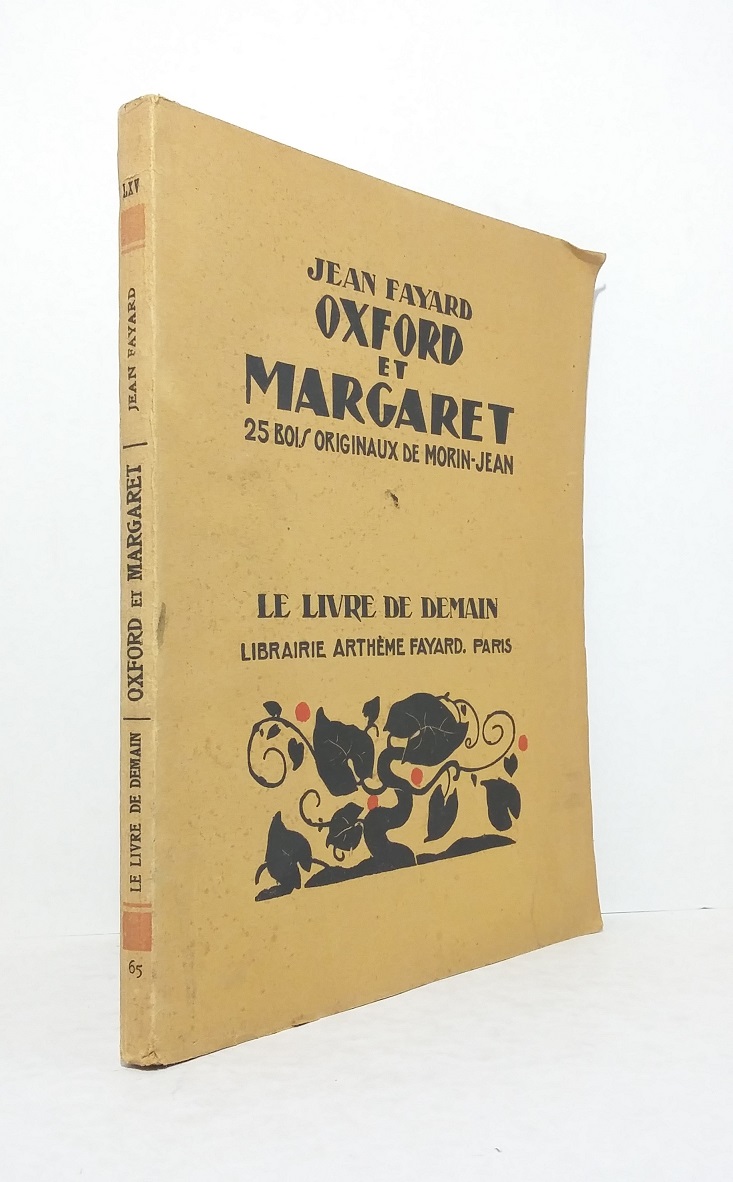 LXV
JEAN FAYARD
OXFORD ET MARGARET
LE LIVRE DE DEMAIN
65
JEAN FAYARD
OXFORD
ET
MARGARET
25 BOIS ORIGINAUX DE MORIN-JEAN
LE LIVRE DE DEMAIN
LIBRAIRIE ARTHÈME FAYARD. PARIS